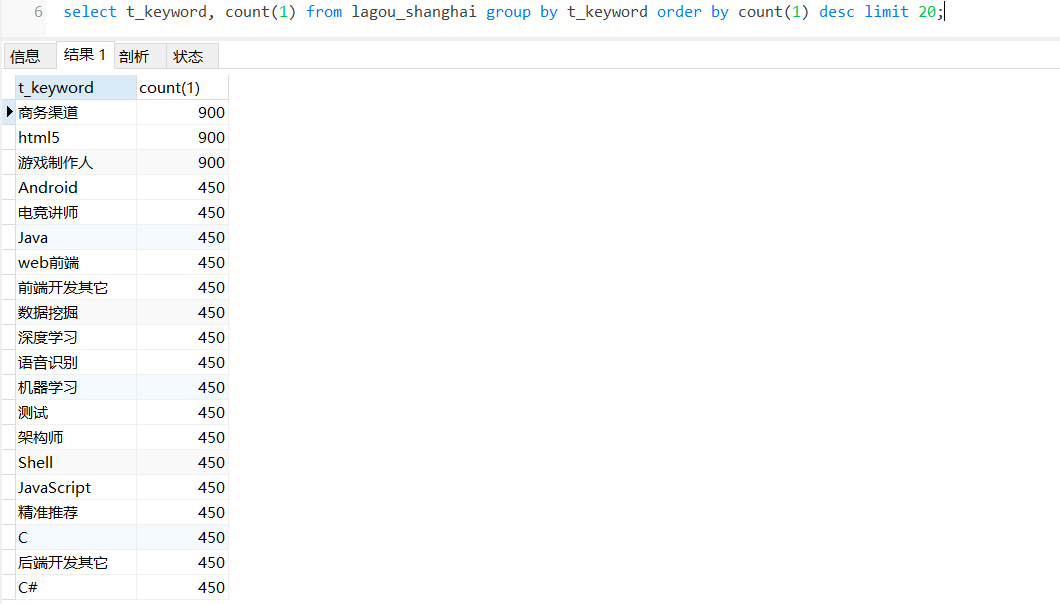 6 select t_keyword, count(1) from lagou_shanghai group by t_keyword order by count(1) desc limit 20;
信息 结果 1 剖析 状态
t_keyword count(1)
商务渠道 900
html5 900
游戏制作人 900
Android 450
电竞讲师 450
Java 450
web前端 450
前端开发其它 450
数据挖掘 450
深度学习 450
语音识别 450
机器学习 450
测试 450
架构师 450
Shell 450
JavaScript 450
精准推荐 450
C 450
后端开发其它 450
C# 450